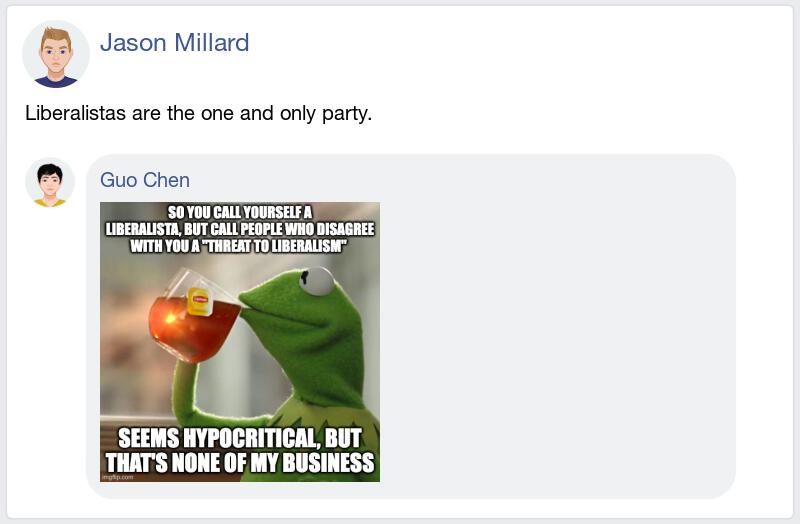 Jason Millard
Liberalistas are the one and only party.
Guo Chen
SO YOU CALL YOURSELF A
LIBERALISTA, BUT CALL PEOPLE WHO DISAGREE
WITH YOU A "THREAT TO LIBERALISM"
SEEMS HYPOCRITICAL, BUT
THAT'S NONE OF MY BUSINESS
imgflip.com